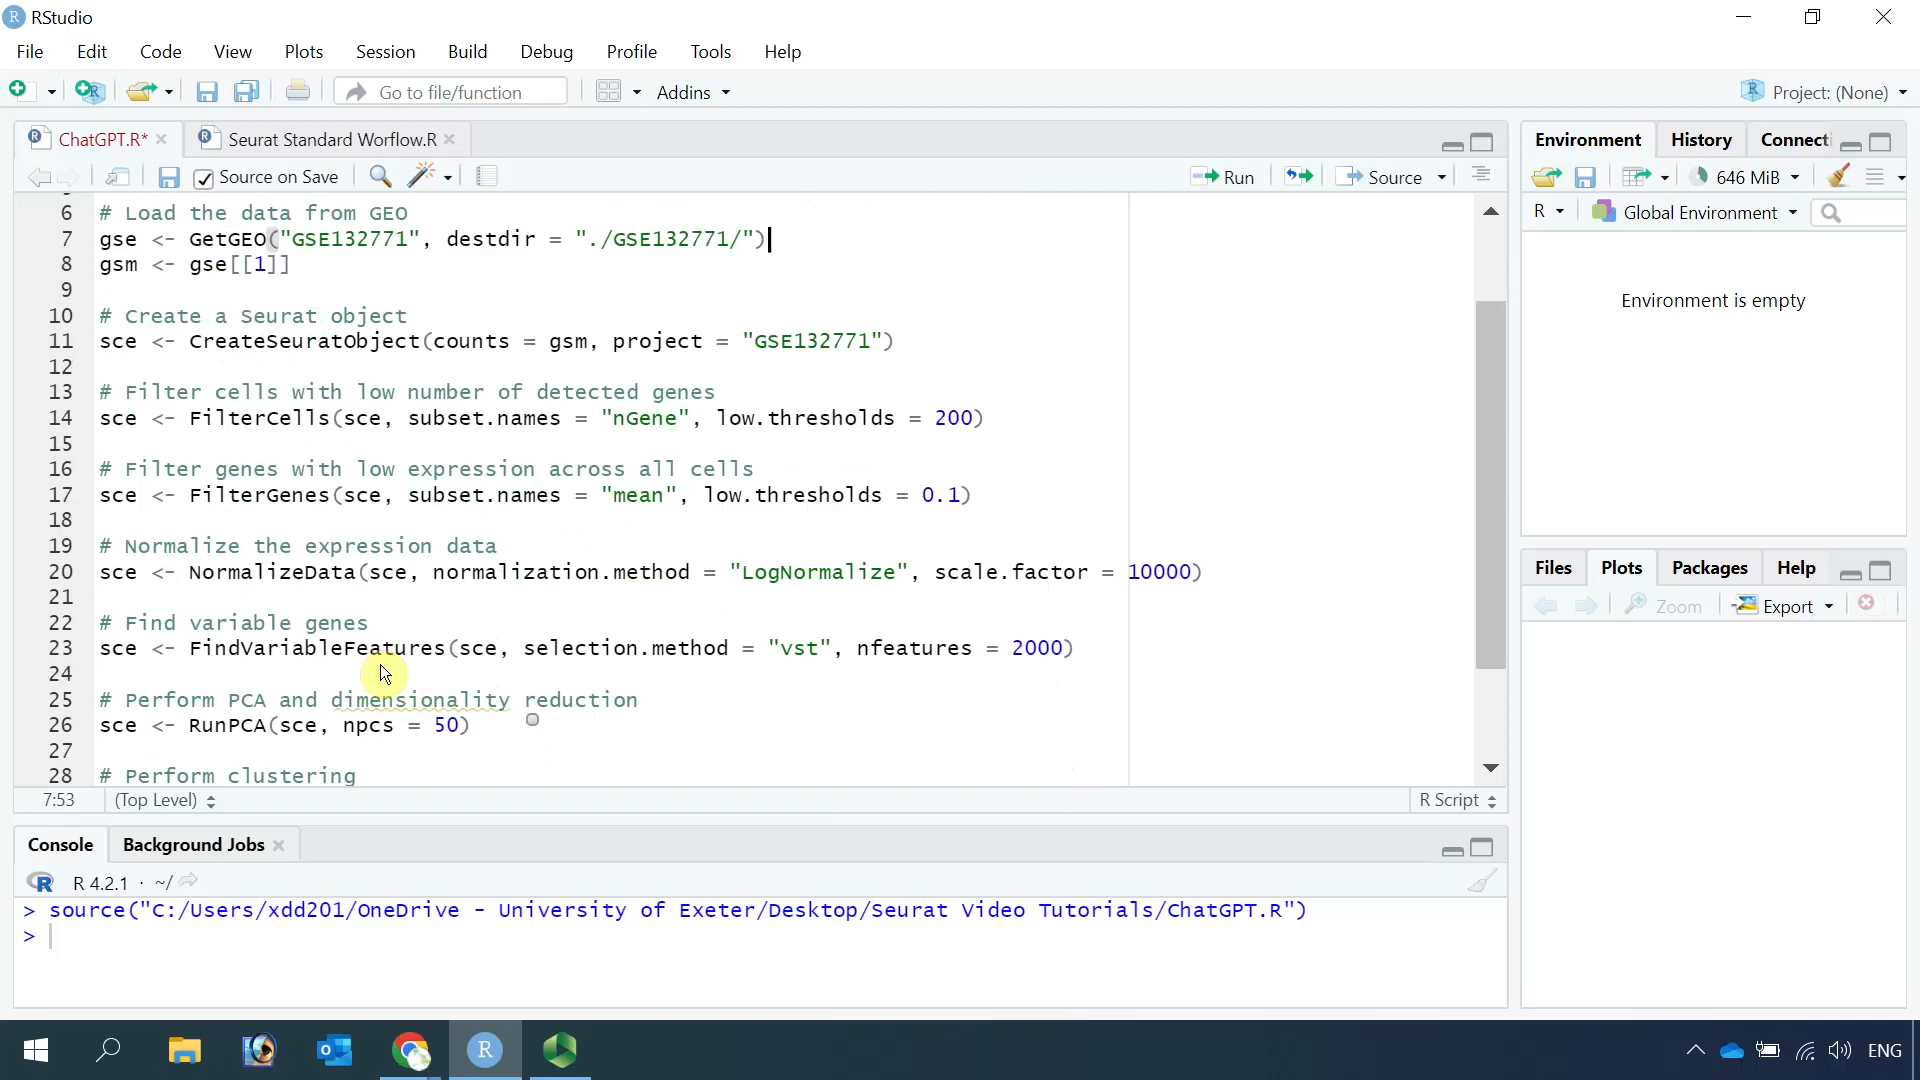 RStudio
File Edit Code View Plots Session Build Debug Profile Tools Help
Go to file/function Addins Project: (None)
ChatGPT.R* Seurat Standard Worflow.R
Source on Save Run Source
6 # Load the data from GEO
7 gse <- GetGEO("GSE132771", destdir = "./GSE132771/")
8 gsm <- gse[[1]]
9
10 # Create a Seurat object
11 sce <- CreateSeuratObject(counts = gsm, project = "GSE132771")
12
13 # Filter cells with low number of detected genes
14 sce <- FilterCells(sce, subset.names = "nGene", low.thresholds = 200)
15
16 # Filter genes with low expression across all cells
17 sce <- FilterGenes(sce, subset.names = "mean", low.thresholds = 0.1)
18
19 # Normalize the expression data
20 sce <- NormalizeData(sce, normalization.method = "LogNormalize", scale.factor = 10000)
21
22 # Find variable genes
23 sce <- FindVariableFeatures(sce, selection.method = "vst", nfeatures = 2000)
24
25 # Perform PCA and dimensionality reduction
26 sce <- RunPCA(sce, npcs = 50)
27
28 # Perform clustering
7:53 (Top Level) R Script
Console Background Jobs
R 4.2.1 · ~/
> source("C:/Users/xdd201/OneDrive - University of Exeter/Desktop/Seurat Video Tutorials/ChatGPT.R")
>
Environment History Connecti
646 MiB
R Global Environment
Environment is empty
Files Plots Packages Help
Zoom Export
ENG